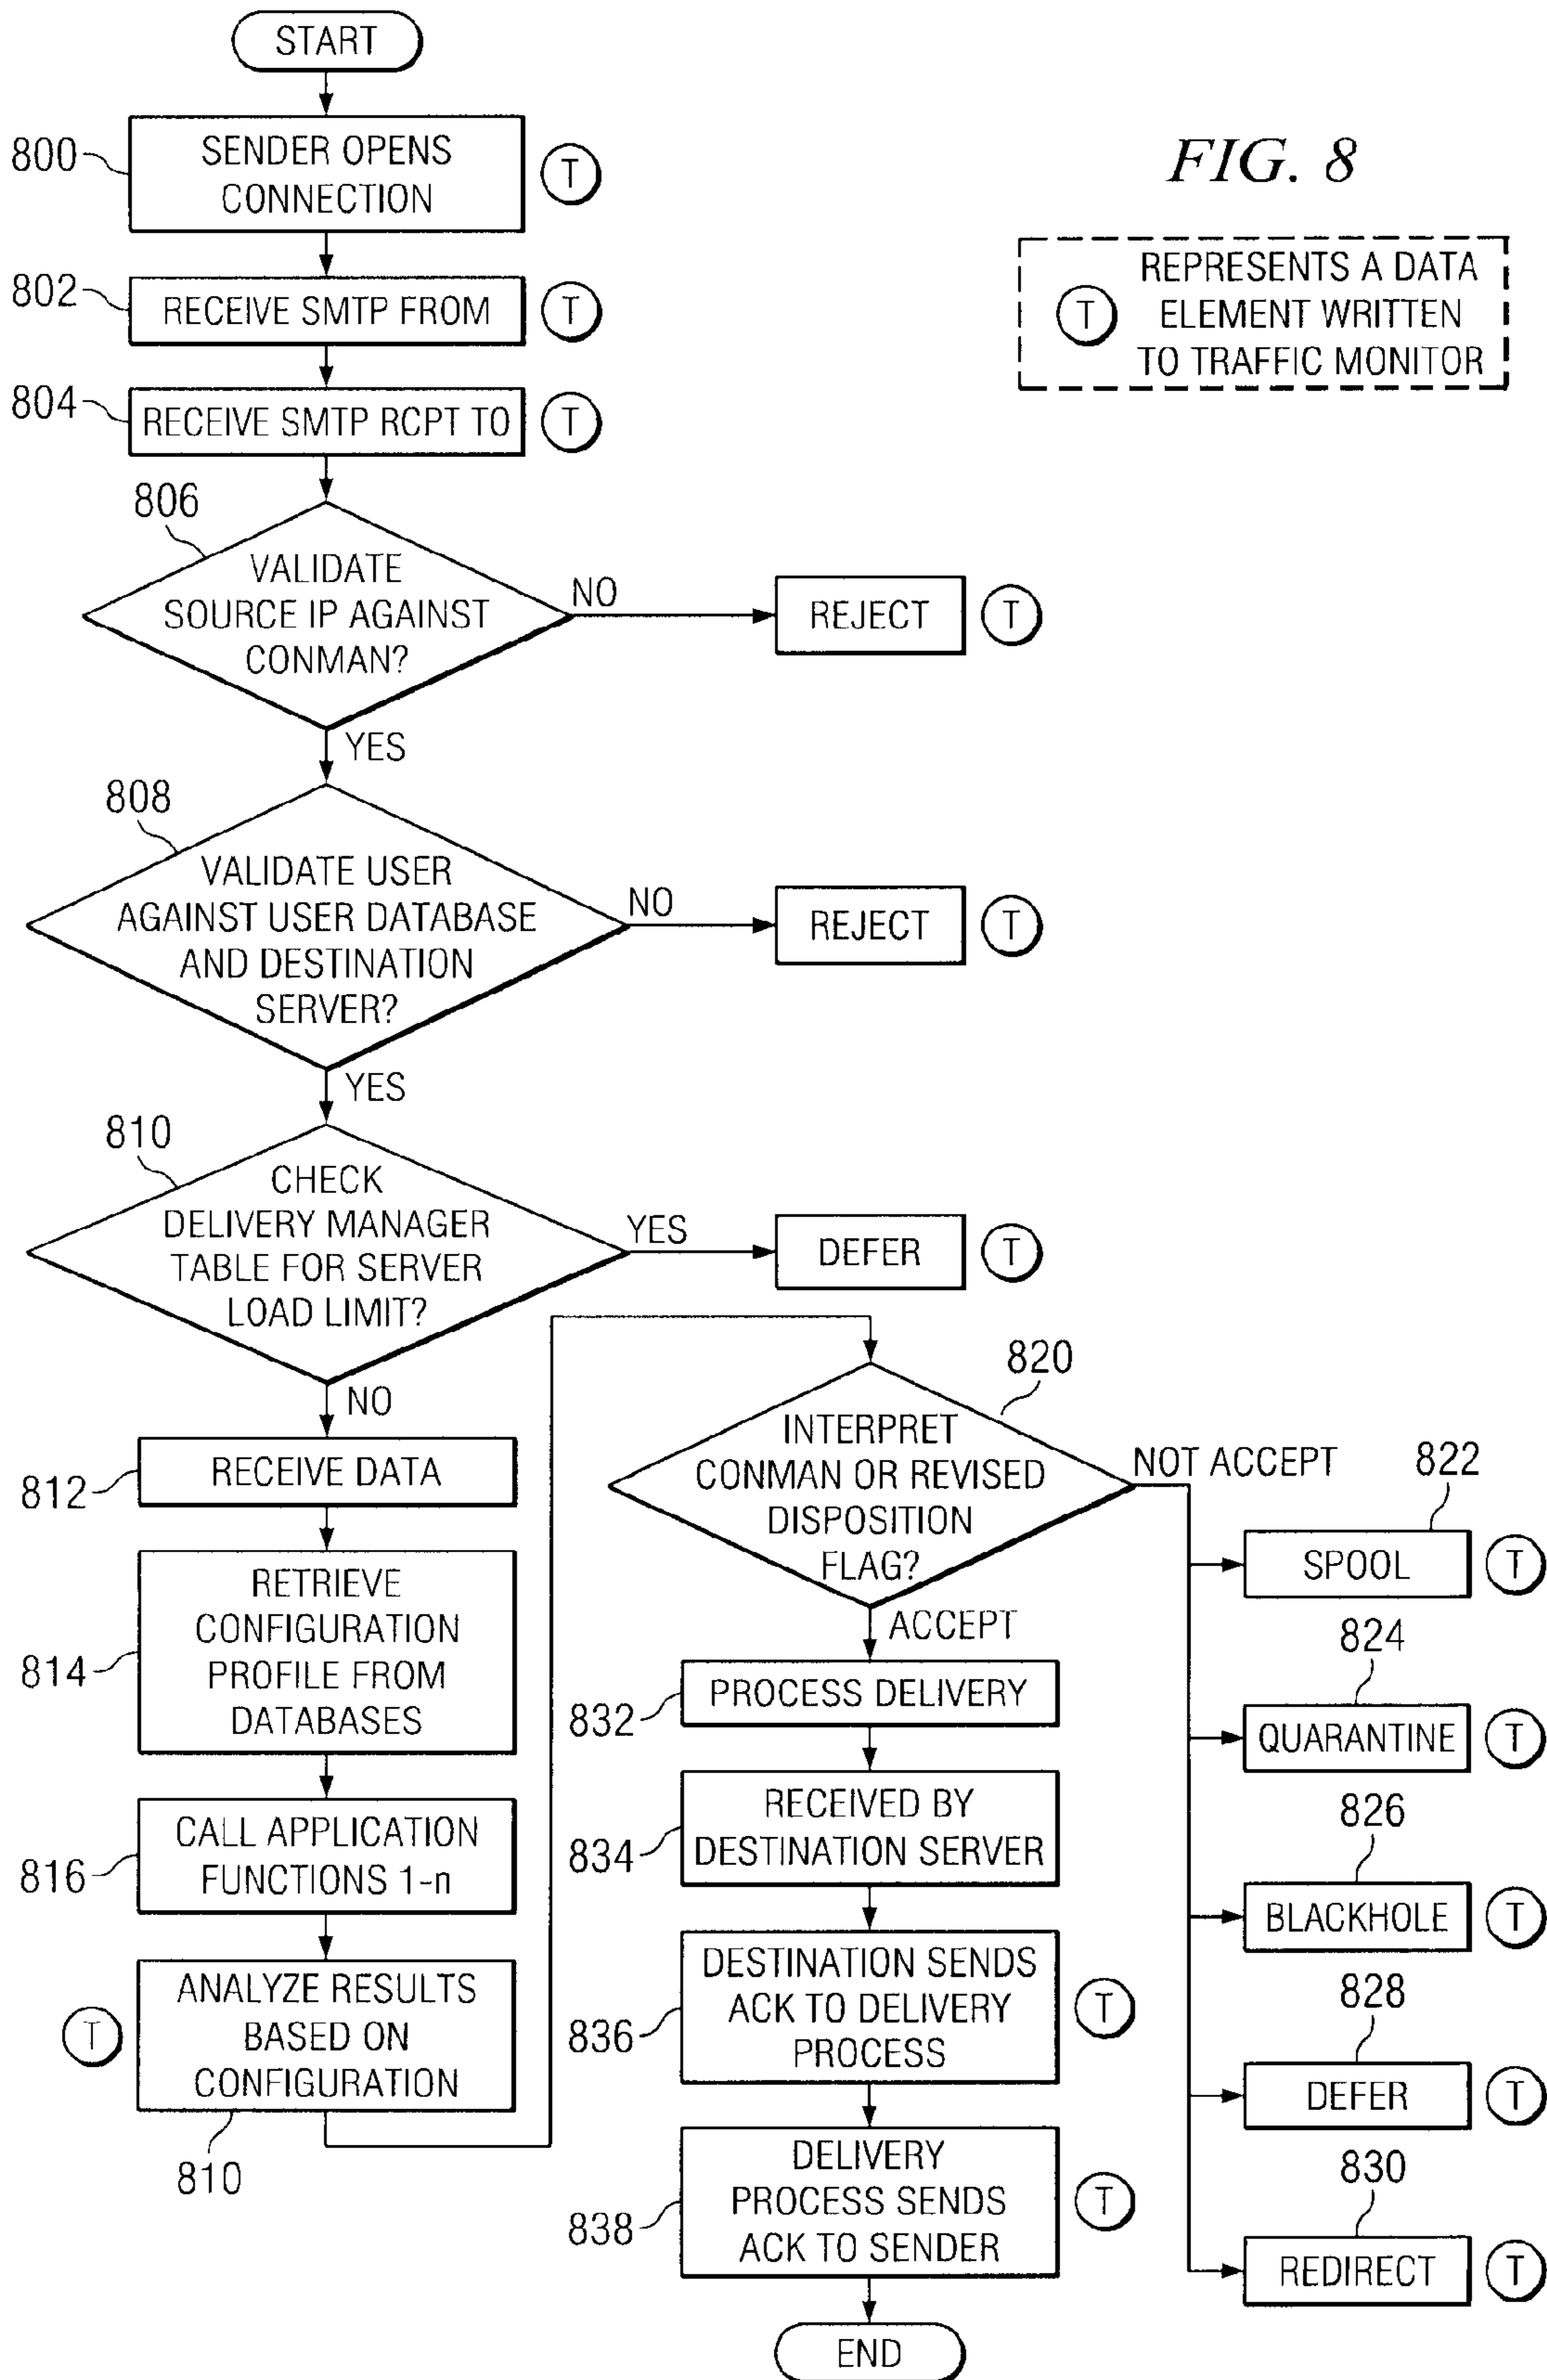 START
800
SENDER OPENS
CONNECTION
T
FIG. 8
T
REPRESENTS A DATA
ELEMENT WRITTEN
TO TRAFFIC MONITOR
802
RECEIVE SMTP FROM
T
804
RECEIVE SMTP RCPT TO
T
806
VALIDATE
SOURCE IP AGAINST
CONMAN?
NO
REJECT
T
YES
808
VALIDATE USER
AGAINST USER DATABASE
AND DESTINATION
SERVER?
NO
REJECT
T
YES
810
CHECK
DELIVERY MANAGER
TABLE FOR SERVER
LOAD LIMIT?
YES
DEFER
T
NO
812
RECEIVE DATA
814
RETRIEVE
CONFIGURATION
PROFILE FROM
DATABASES
816
CALL APPLICATION
FUNCTIONS 1-n
T
ANALYZE RESULTS
BASED ON
CONFIGURATION
810
820
INTERPRET
CONMAN OR REVISED
DISPOSITION
FLAG?
NOT ACCEPT
ACCEPT
822
SPOOL
T
824
QUARANTINE
T
826
BLACKHOLE
T
828
DEFER
T
830
REDIRECT
T
832
PROCESS DELIVERY
834
RECEIVED BY
DESTINATION SERVER
836
DESTINATION SENDS
ACK TO DELIVERY
PROCESS
T
838
DELIVERY
PROCESS SENDS
ACK TO SENDER
T
END